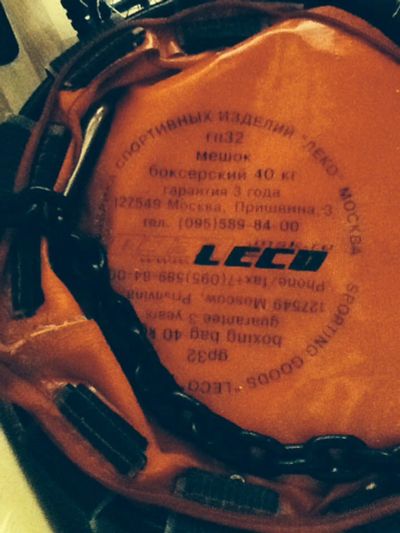 СПОРТИВНЫХ ИЗДЕЛИЙ "ЛЕКО" МОСКВА
гп32
мешок
боксерский 40 кг
гарантия 3 года
127549 Москва, Пришвина, 3
тел. (095)589-84-00
LECO
Phone/fax+7(095)589-84-00
127549 Moscow, Prishvina,
guarantee 3 years
boxing bag 40
gp32
SPORTING GOODS "LECO"